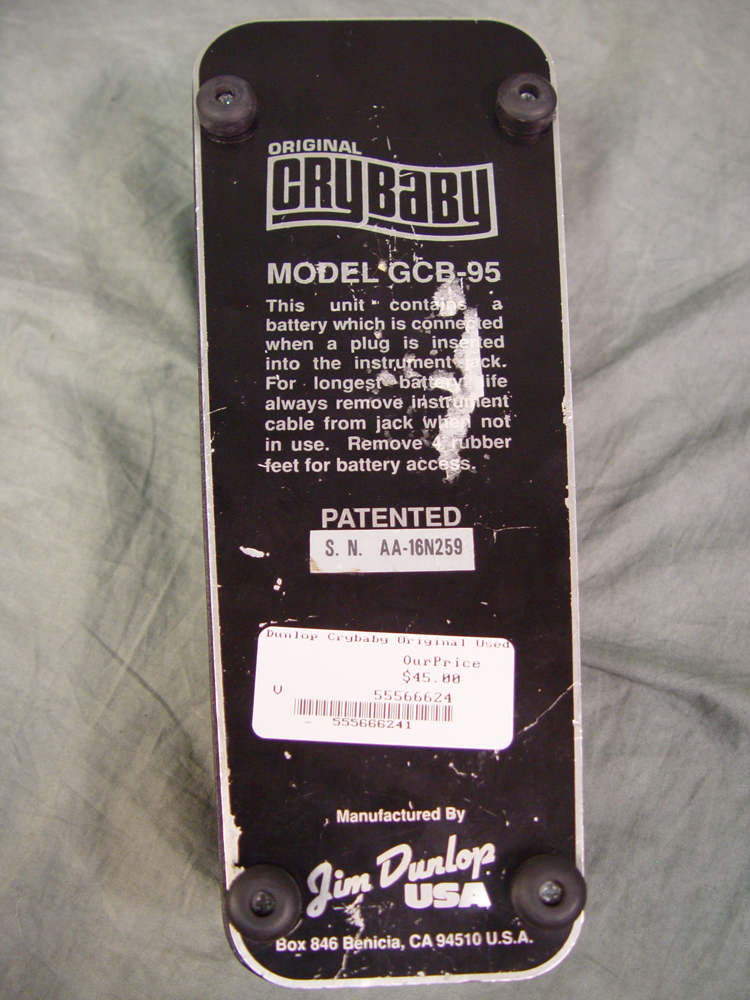 ORIGINAL
CRYBABY
MODEL GCB-95
This unit contains a
battery which is connected
when a plug is inserted
into the instrument jack.
For longest battery life
always remove instrument
cable from jack when not
in use. Remove 4 rubber
feet for battery access.
PATENTED
S. N. AA-16N259
Dunlop Crybaby Original Used
OurPrice
$45.00
U 55566624
555666241
Manufactured By
Jim Dunlop
USA
Box 846 Benicia, CA 94510 U.S.A.